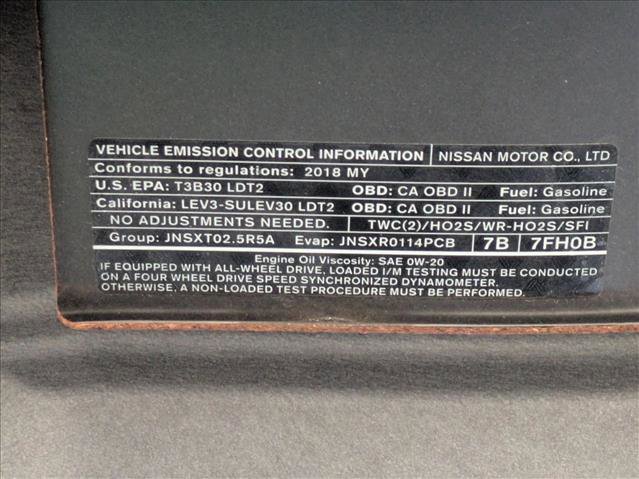 VEHICLE EMISSION CONTROL INFORMATION NISSAN MOTOR CO., LTD
Conforms to regulations: 2018 MY
U.S. EPA: T3B30 LDT2 OBD: CA OBD II Fuel: Gasoline
California: LEV3-SULEV30 LDT2 OBD: CA OBD II Fuel: Gasoline
NO ADJUSTMENTS NEEDED. TWC(2)/HO2S/WR-HO2S/SFI
Group: JNSXT02.5R5A Evap: JNSXR0114PCB 7B 7FH0B
Engine Oil Viscosity: SAE 0W-20
IF EQUIPPED WITH ALL-WHEEL DRIVE, LOADED I/M TESTING MUST BE CONDUCTED
ON A FOUR WHEEL DRIVE SPEED SYNCHRONIZED DYNAMOMETER.
OTHERWISE, A NON-LOADED TEST PROCEDURE MUST BE PERFORMED.